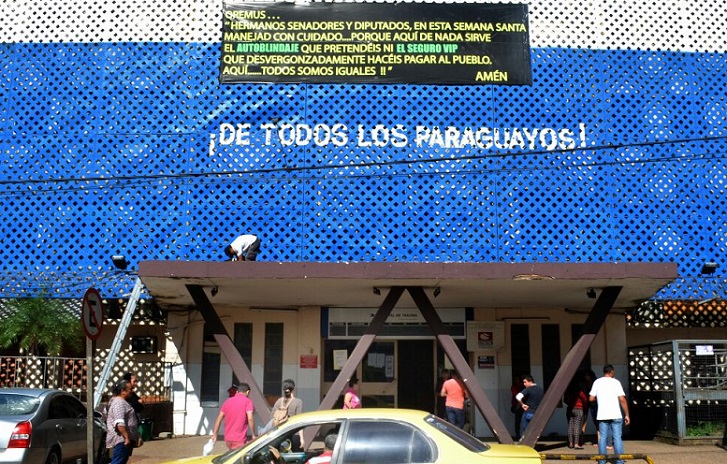 OREMUS . . .
"HERMANOS SENADORES Y DIPUTADOS, EN ESTA SEMANA SANTA
MANEJAD CON CUIDADO....PORQUE AQUÍ DE NADA SIRVE
EL AUTOBLINDAJE QUE PRETENDÉIS NI EL SEGURO VIP
QUE DESVERGONZADAMENTE HACÉIS PAGAR AL PUEBLO.
AQUÍ.....TODOS SOMOS IGUALES !!"
AMÉN
¡DE TODOS LOS PARAGUAYOS!